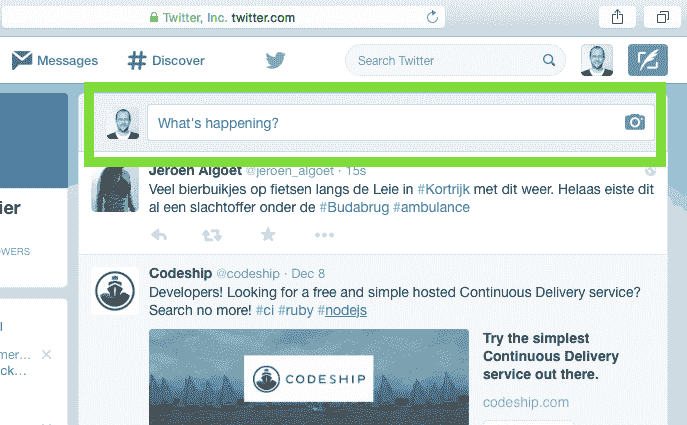 Twitter, Inc. twitter.com
Messages
Discover
Search Twitter
What's happening?
Jeroen Algoet @jeroen_algoet · 15s
Veel bierbuikjes op fietsen langs de Leie in #Kortrijk met dit weer. Helaas eiste dit
al een slachtoffer onder de #Budabrug #ambulance
ier
OWERS
Codeship @codeship · Dec 8
Developers! Looking for a free and simple hosted Continuous Delivery service?
Search no more! #ci #ruby #nodejs
l
mer...
ck...
CODESHIP
Try the simplest
Continuous Delivery
service out there.
codeship.com